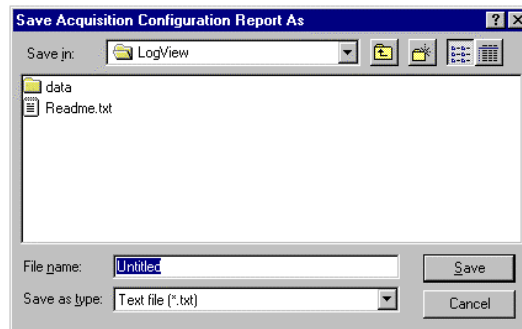 Save Acquisition Configuration Report As
Save in: LogView
data
Readme.txt
File name: Untitled Save
Save as type: Text file (*.txt) Cancel